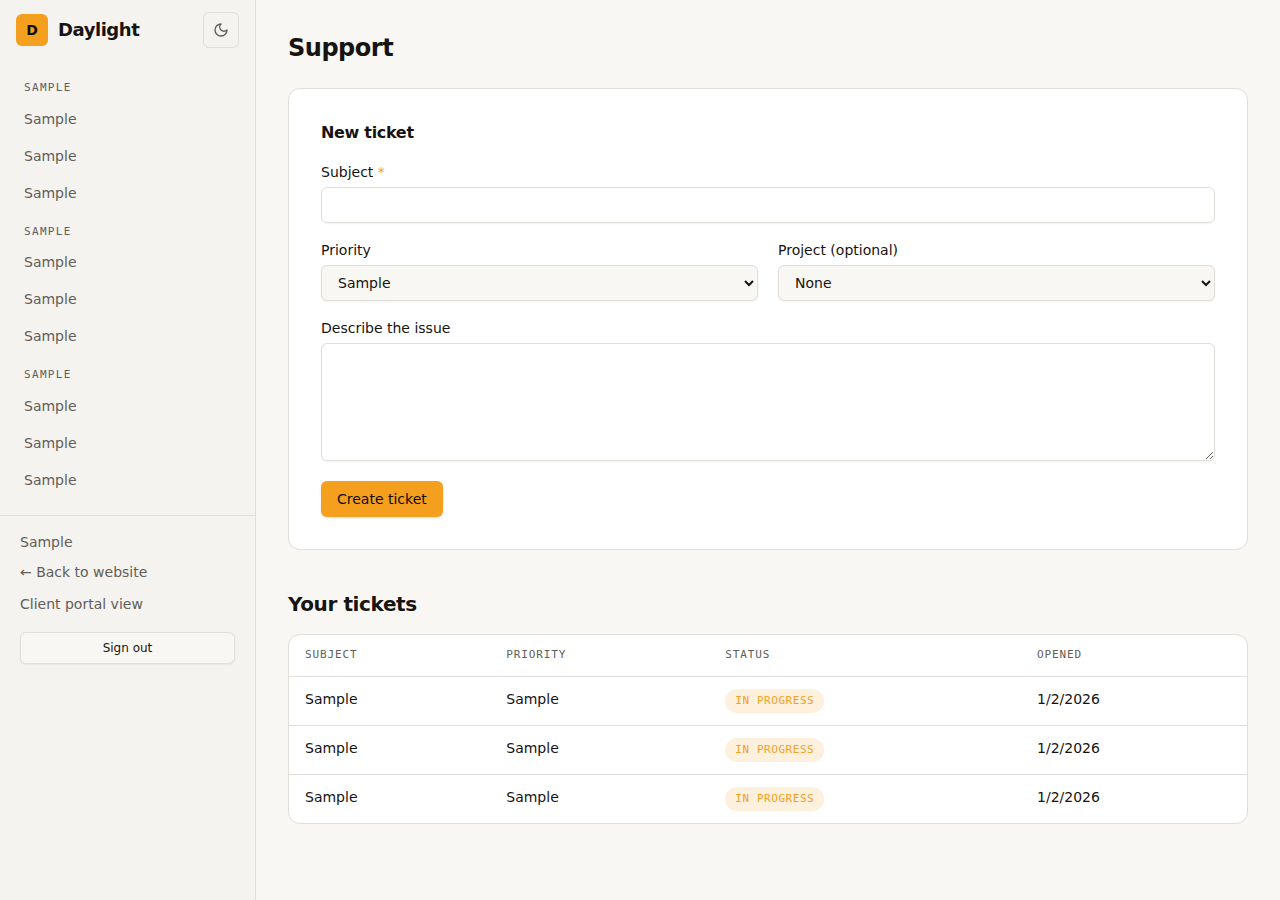 D Daylight
SAMPLE
Sample
Sample
Sample
SAMPLE
Sample
Sample
Sample
SAMPLE
Sample
Sample
Sample
Sample
← Back to website
Client portal view
Sign out
Support
New ticket
Subject *
Priority
Project (optional)
Sample
None
Describe the issue
Create ticket
Your tickets
SUBJECT PRIORITY STATUS OPENED
Sample Sample IN PROGRESS 1/2/2026
Sample Sample IN PROGRESS 1/2/2026
Sample Sample IN PROGRESS 1/2/2026